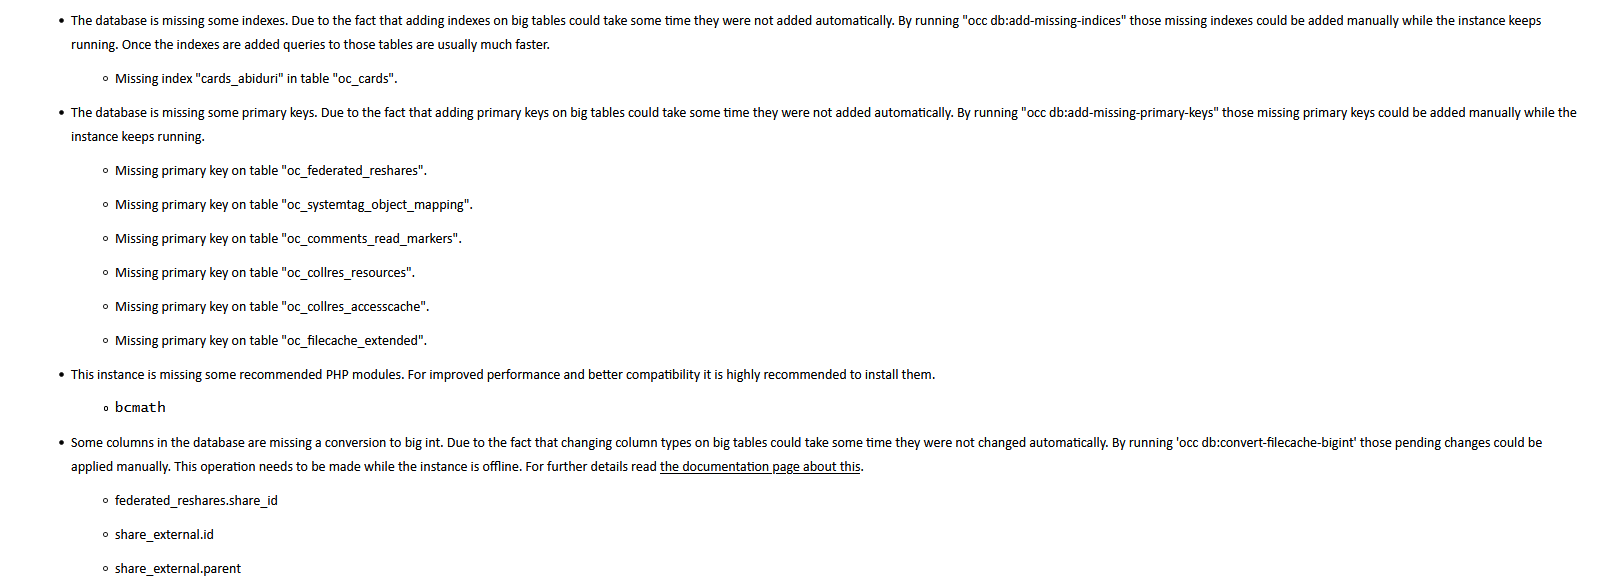 • The database is missing some indexes. Due to the fact that adding indexes on big tables could take some time they were not added automatically. By running "occ db:add-missing-indices" those missing indexes could be added manually while the instance keeps
running. Once the indexes are added queries to those tables are usually much faster.
◦ Missing index "cards_abiduri" in table "oc_cards".
• The database is missing some primary keys. Due to the fact that adding primary keys on big tables could take some time they were not added automatically. By running "occ db:add-missing-primary-keys" those missing primary keys could be added manually while the
instance keeps running.
◦ Missing primary key on table "oc_federated_reshares".
◦ Missing primary key on table "oc_systemtag_object_mapping".
◦ Missing primary key on table "oc_comments_read_markers".
◦ Missing primary key on table "oc_collres_resources".
◦ Missing primary key on table "oc_collres_accesscache".
◦ Missing primary key on table "oc_filecache_extended".
• This instance is missing some recommended PHP modules. For improved performance and better compatibility it is highly recommended to install them.
◦ bcmath
• Some columns in the database are missing a conversion to big int. Due to the fact that changing column types on big tables could take some time they were not changed automatically. By running 'occ db:convert-filecache-bigint' those pending changes could be
applied manually. This operation needs to be made while the instance is offline. For further details read the documentation page about this.
◦ federated_reshares.share_id
◦ share_external.id
◦ share_external.parent